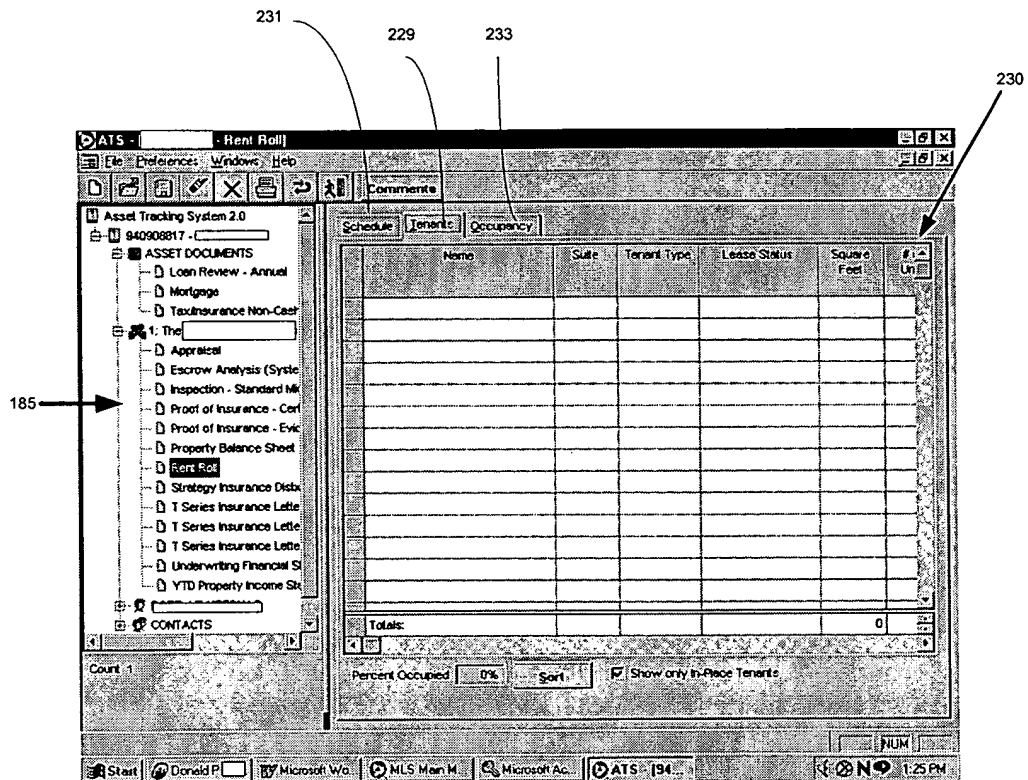 231
229
233
230
ATS - [ - Rent Roll]
File Preferences Windows Help
Comments
Asset Tracking System 2.0
940908817 -
ASSET DOCUMENTS
Loan Review - Annual
Mortgage
Tax/Insurance Non-Cash
1: The
Appraisal
Escrow Analysis (Syste
Inspection - Standard Mi
Proof of Insurance - Cert
Proof of Insurance - Evic
Property Balance Sheet
Rent Roll
Strategy Insurance Disbu
T Series Insurance Lette
T Series Insurance Lette
T Series Insurance Lette
Underwriting Financial St
YTD Property Income Sta
CONTACTS
185
Count 1
Schedule Tenants Occupancy
Name Suite Tenant Type Lease Status Square Feet # Un
Totals: 0
Percent Occupied 0% Sort Show only In-Place Tenants
NUM
Start Donald P Microsoft Wo... MLS Main M... Microsoft Ac... ATS - [94... 1:25 PM